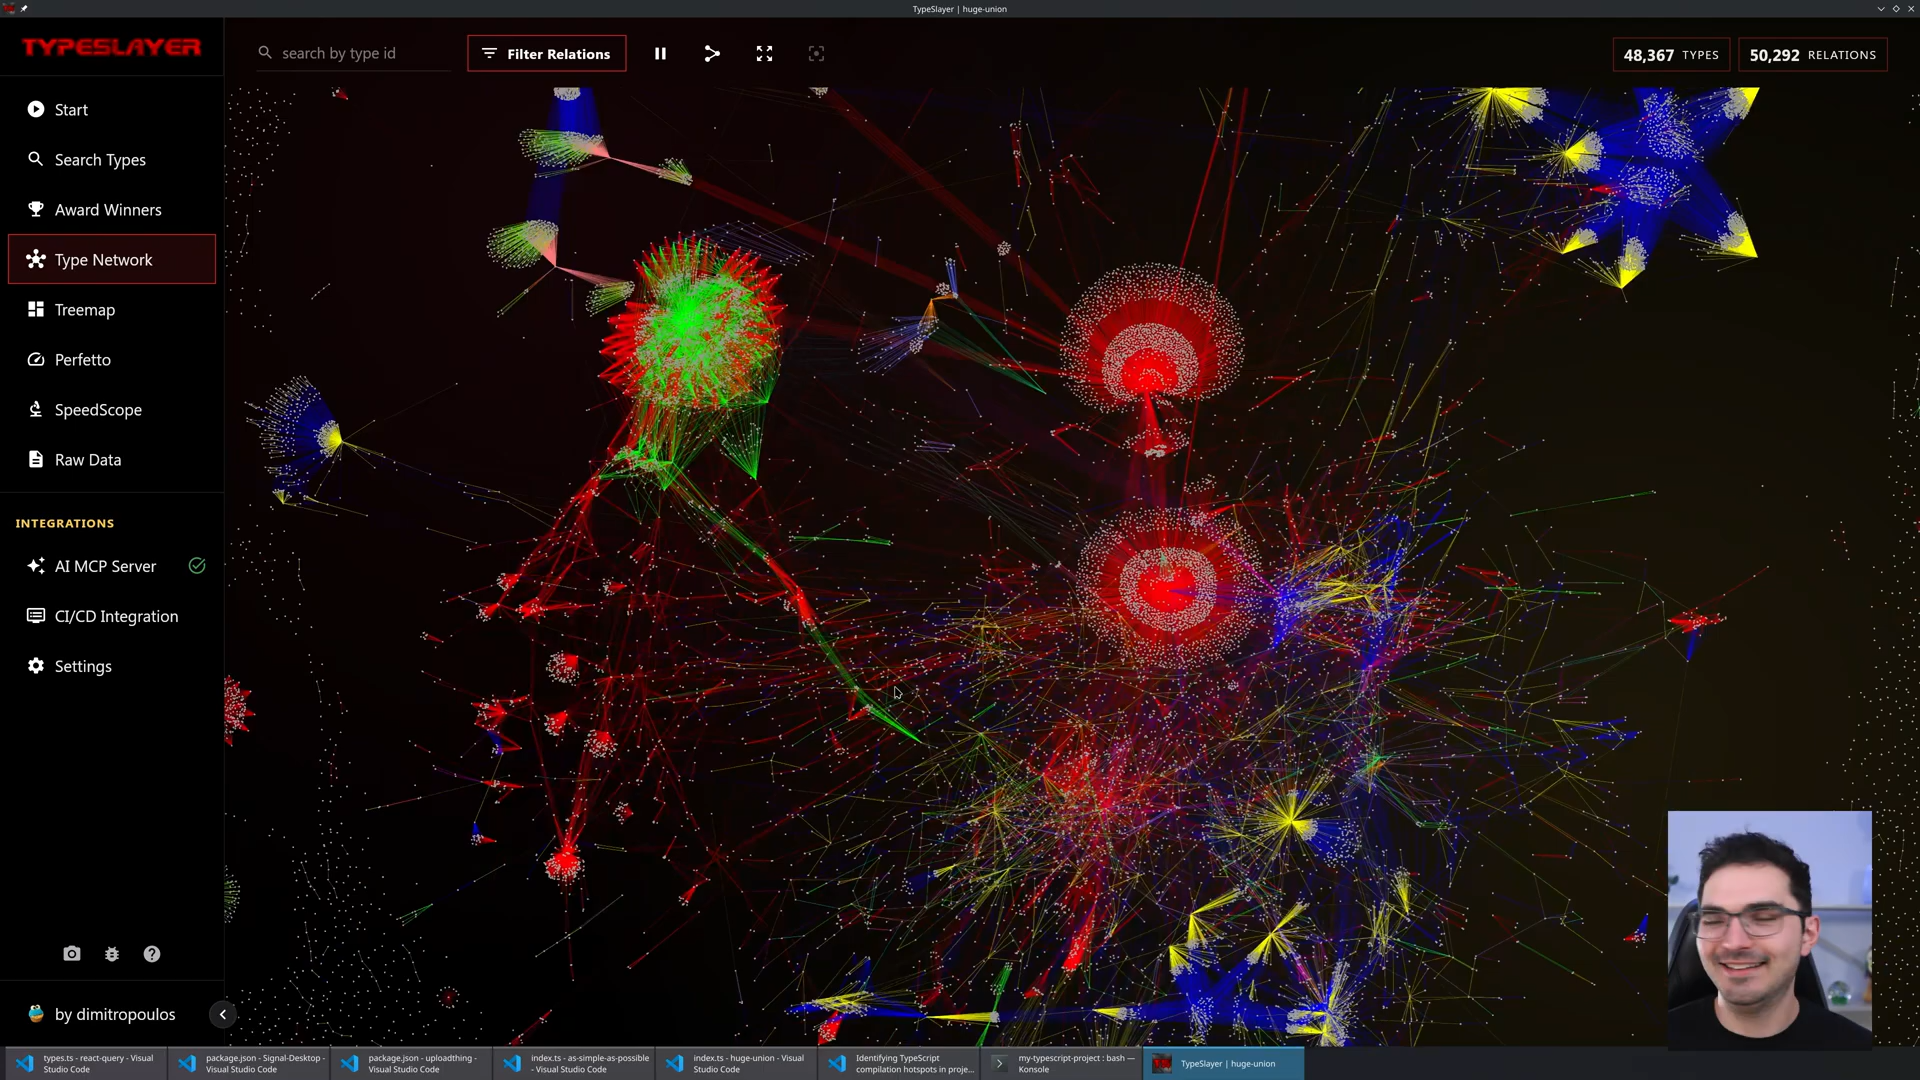 TypeSlayer | huge-union
TYPESLAYER
search by type id
Filter Relations
48,367 TYPES
50,292 RELATIONS
Start
Search Types
Award Winners
Type Network
Treemap
Perfetto
SpeedScope
Raw Data
INTEGRATIONS
AI MCP Server
CI/CD Integration
Settings
by dimitropoulos
types.ts - react-query - Visual
Studio Code
package.json - Signal-Desktop -
Visual Studio Code
package.json - uploadthing -
Visual Studio Code
index.ts - as-simple-as-possible
- Visual Studio Code
index.ts - huge-union - Visual
Studio Code
Identifying TypeScript
compilation hotspots in proje...
my-typescript-project : bash —
Konsole
TypeSlayer | huge-union